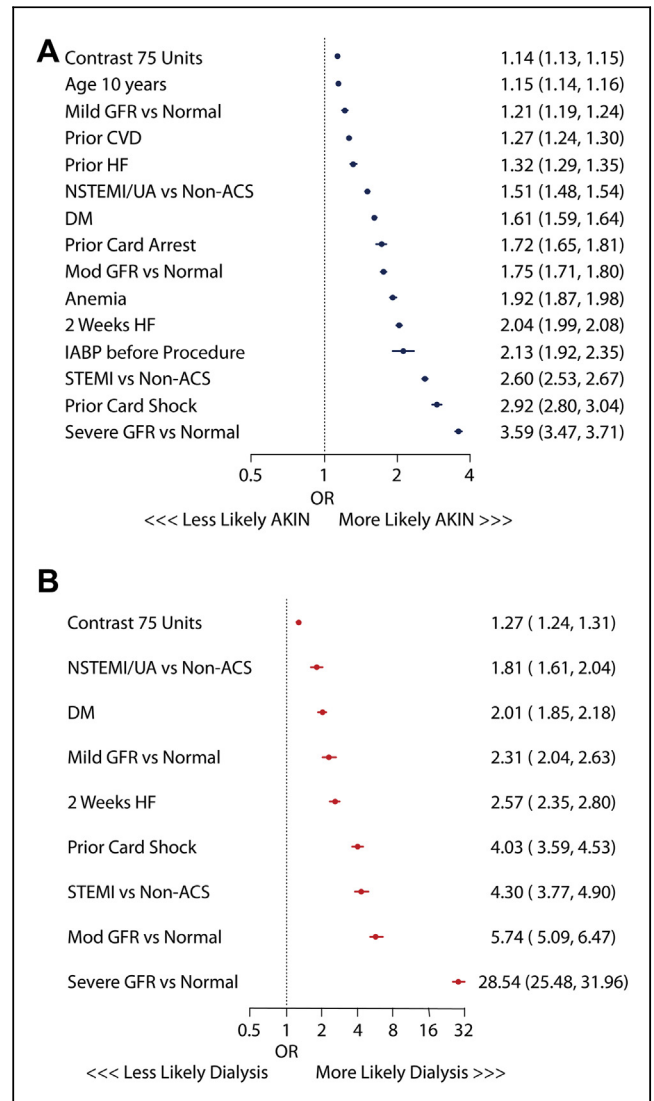 A
Contrast 75 Units 1.14 (1.13, 1.15)
Age 10 years 1.15 (1.14, 1.16)
Mild GFR vs Normal 1.21 (1.19, 1.24)
Prior CVD 1.27 (1.24, 1.30)
Prior HF 1.32 (1.29, 1.35)
NSTEMI/UA vs Non-ACS 1.51 (1.48, 1.54)
DM 1.61 (1.59, 1.64)
Prior Card Arrest 1.72 (1.65, 1.81)
Mod GFR vs Normal 1.75 (1.71, 1.80)
Anemia 1.92 (1.87, 1.98)
2 Weeks HF 2.04 (1.99, 2.08)
IABP before Procedure 2.13 (1.92, 2.35)
STEMI vs Non-ACS 2.60 (2.53, 2.67)
Prior Card Shock 2.92 (2.80, 3.04)
Severe GFR vs Normal 3.59 (3.47, 3.71)
0.5 1 2 4
OR
<<< Less Likely AKIN More Likely AKIN >>>
B
Contrast 75 Units 1.27 ( 1.24, 1.31)
NSTEMI/UA vs Non-ACS 1.81 ( 1.61, 2.04)
DM 2.01 ( 1.85, 2.18)
Mild GFR vs Normal 2.31 ( 2.04, 2.63)
2 Weeks HF 2.57 ( 2.35, 2.80)
Prior Card Shock 4.03 ( 3.59, 4.53)
STEMI vs Non-ACS 4.30 ( 3.77, 4.90)
Mod GFR vs Normal 5.74 ( 5.09, 6.47)
Severe GFR vs Normal 28.54 (25.48, 31.96)
0.5 1 2 4 8 16 32
OR
<<< Less Likely Dialysis More Likely Dialysis >>>